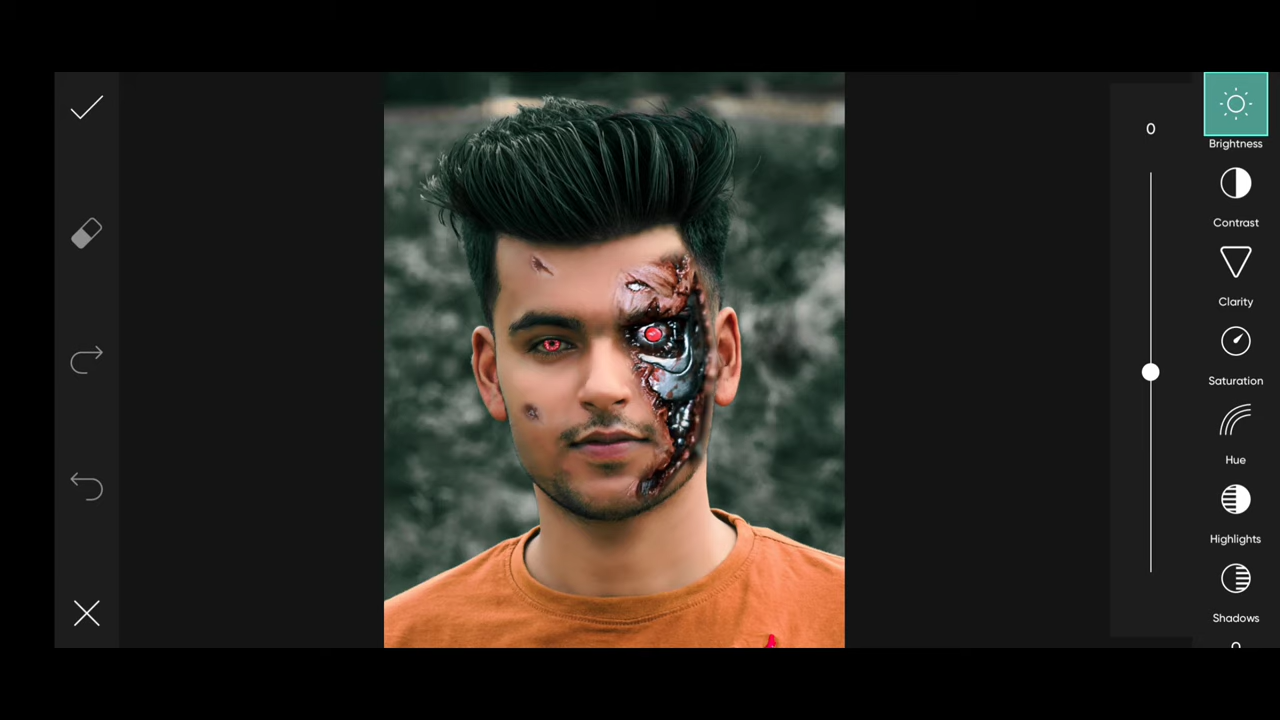 0
Brightness
Contrast
Clarity
Saturation
Hue
Highlights
Shadows